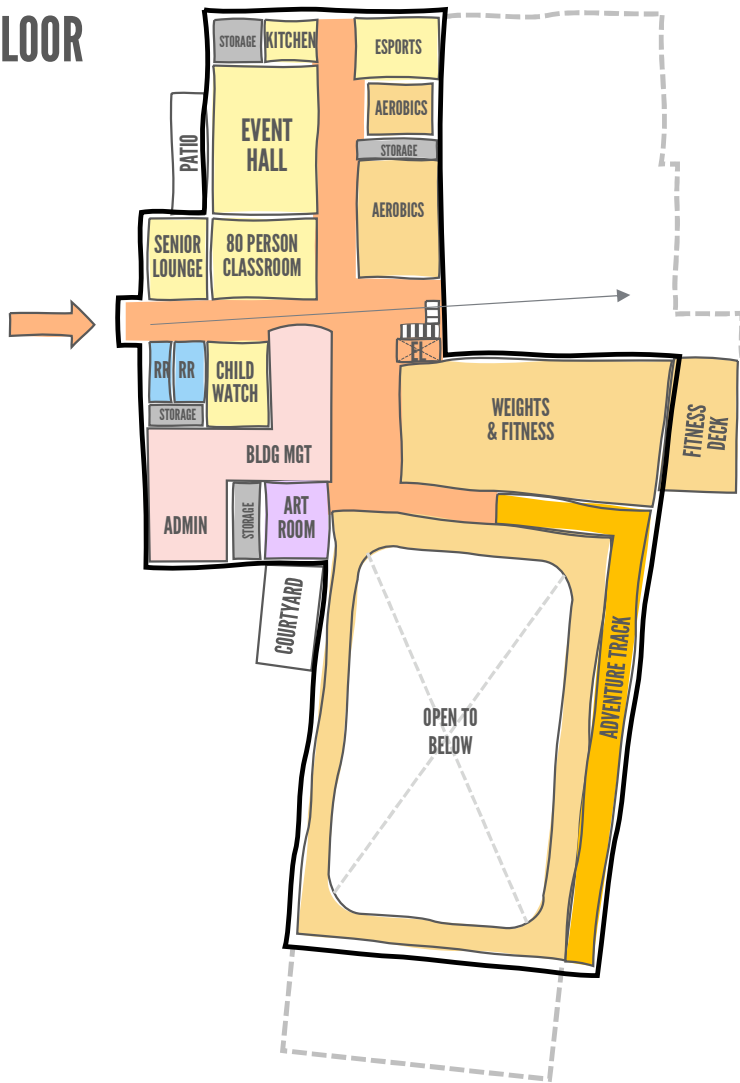 LOOR
STORAGE
KITCHEN
ESPORTS
AEROBICS
STORAGE
AEROBICS
PATIO
EVENT
HALL
SENIOR
LOUNGE
80 PERSON
CLASSROOM
EL
RR
RR
CHILD
WATCH
STORAGE
BLDG MGT
ADMIN
STORAGE
ART
ROOM
WEIGHTS
& FITNESS
FITNESS
DECK
COURTYARD
OPEN TO
BELOW
ADVENTURE TRACK